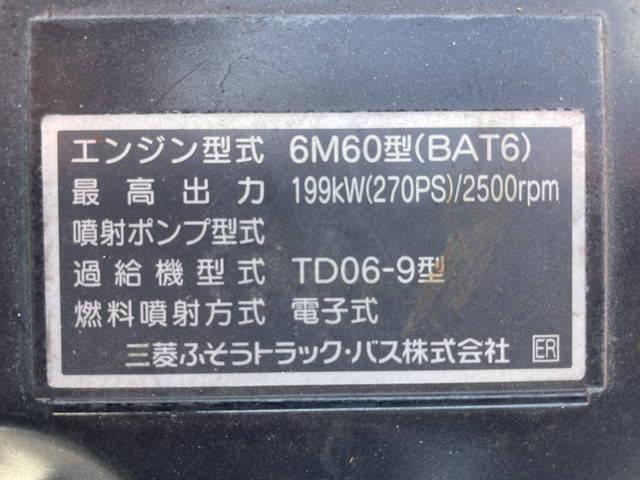 エンジン型式 6M60型(BAT6)
最高出力 199kW(270PS)/2500rpm
噴射ポンプ型式
過給機型式 TD06-9型
燃料噴射方式 電子式
三菱ふそうトラック・バス株式会社 ER